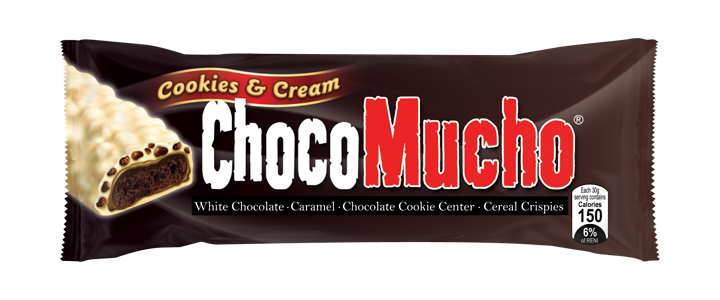 Cookies & Cream
ChocoMucho®
White Chocolate · Caramel · Chocolate Cookie Center · Cereal Crispies
Each 30g
serving contains
Calories
150
6%
of RENI